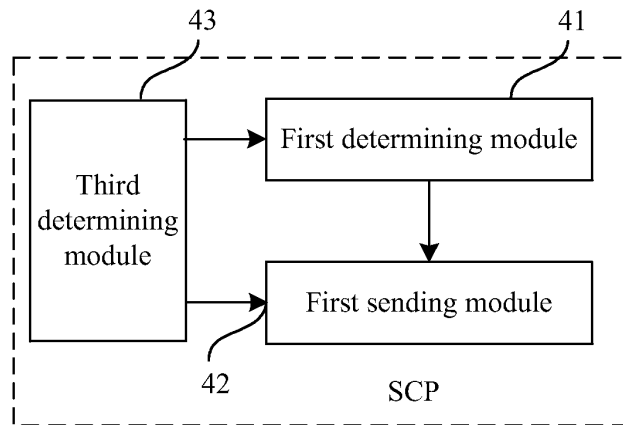 43
41
First determining module
Third
determining
module
First sending module
42
SCP